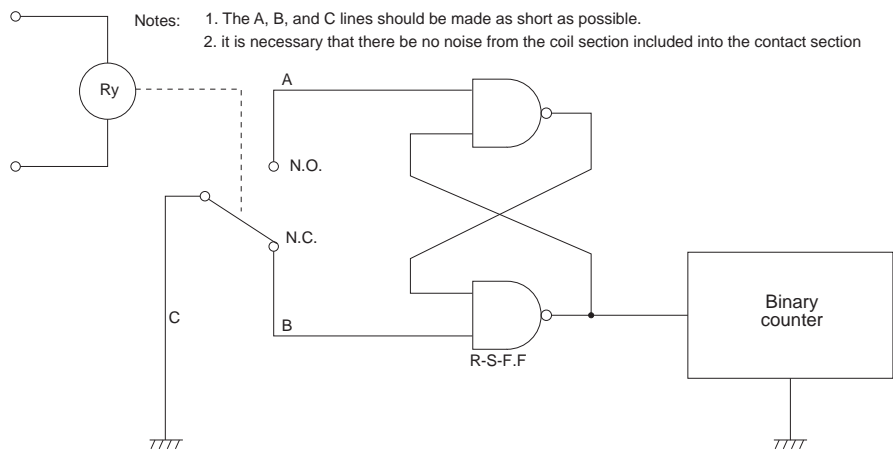 Notes: 1. The A, B, and C lines should be made as short as possible.
2. it is necessary that there be no noise from the coil section included into the contact section
Ry
A
N.O.
N.C.
C
B
R-S-F.F
Binary
counter